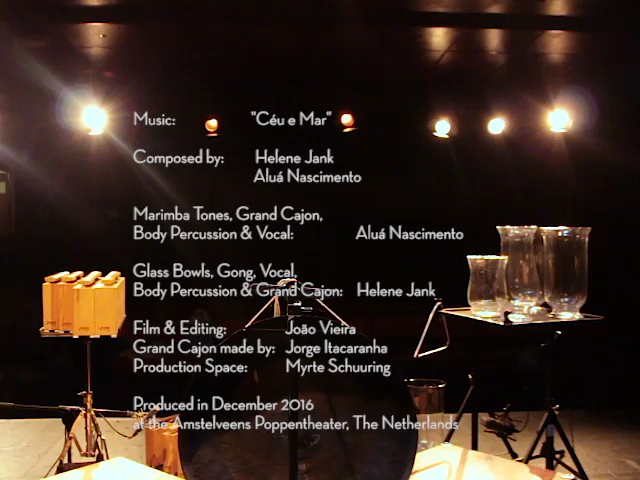 Music: "Céu e Mar"
Composed by: Helene Jank
Aluá Nascimento
Marimba Tones, Grand Cajon,
Body Percussion & Vocal: Aluá Nascimento
Glass Bowls, Gong, Vocal,
Body Percussion & Grand Cajon: Helene Jank
Film & Editing: João Vieira
Grand Cajon made by: Jorge Itacaranha
Production Space: Myrte Schuuring
Produced in December 2016
at the Amstelveens Poppentheater, The Netherlands